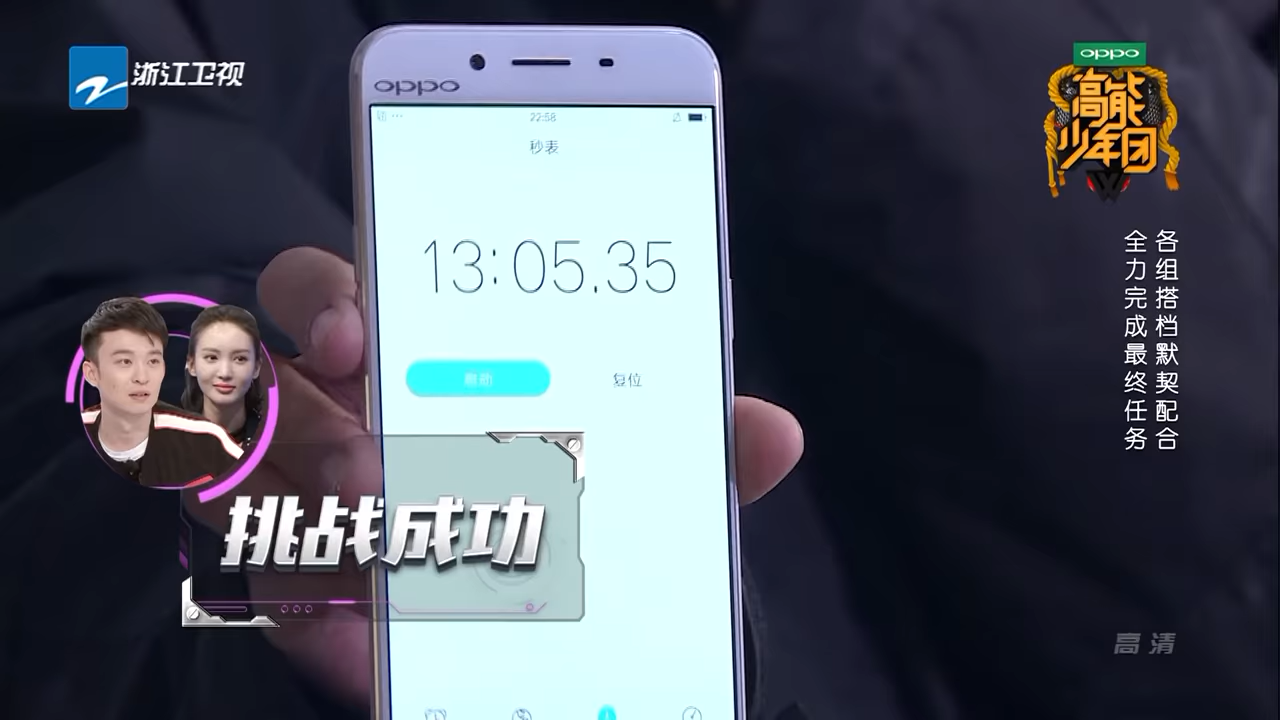 浙江卫视
oppo
22:58
秒表
13:05.35
复位
挑战成功
oppo
高能
少年团
各组搭档默契配合
全力完成最终任务
高清